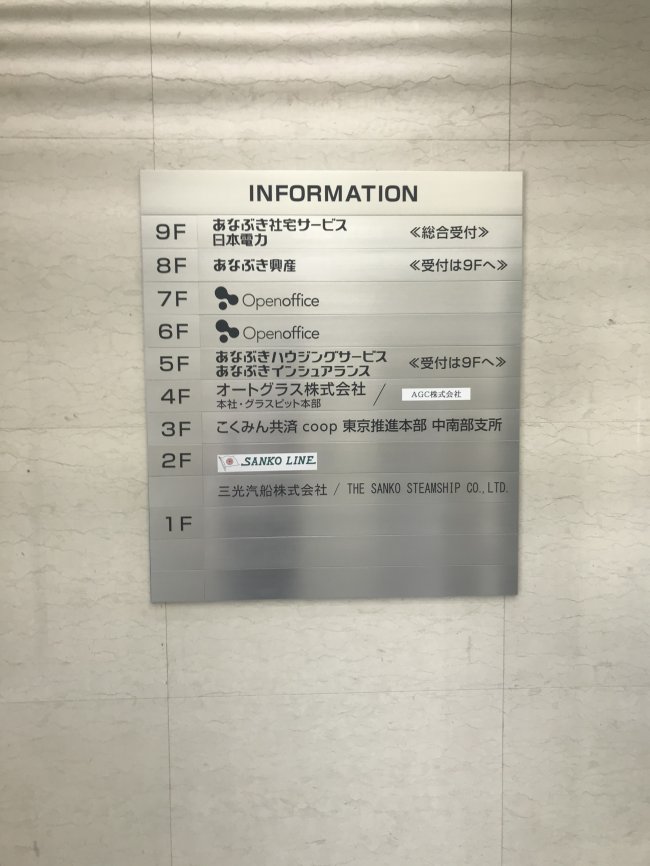 INFORMATION
9F あなぶき社宅サービス 日本電力 ≪総合受付≫
8F あなぶき興産 ≪受付は9Fへ≫
7F Openoffice
6F Openoffice
5F あなぶきハウジングサービス あなぶきインシュアランス ≪受付は9Fへ≫
4F オートグラス株式会社 / AGC株式会社
本社・グラスピット本部
3F こくみん共済 coop 東京推進本部 中南部支所
2F SANKO LINE
三光汽船株式会社 / THE SANKO STEAMSHIP CO.,LTD.
1F